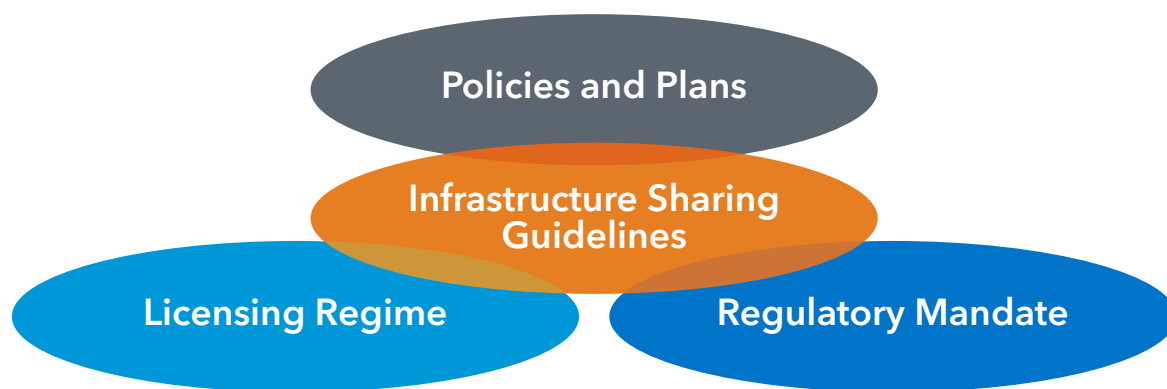 Policies and Plans
Infrastructure Sharing
Guidelines
Licensing Regime
Regulatory Mandate